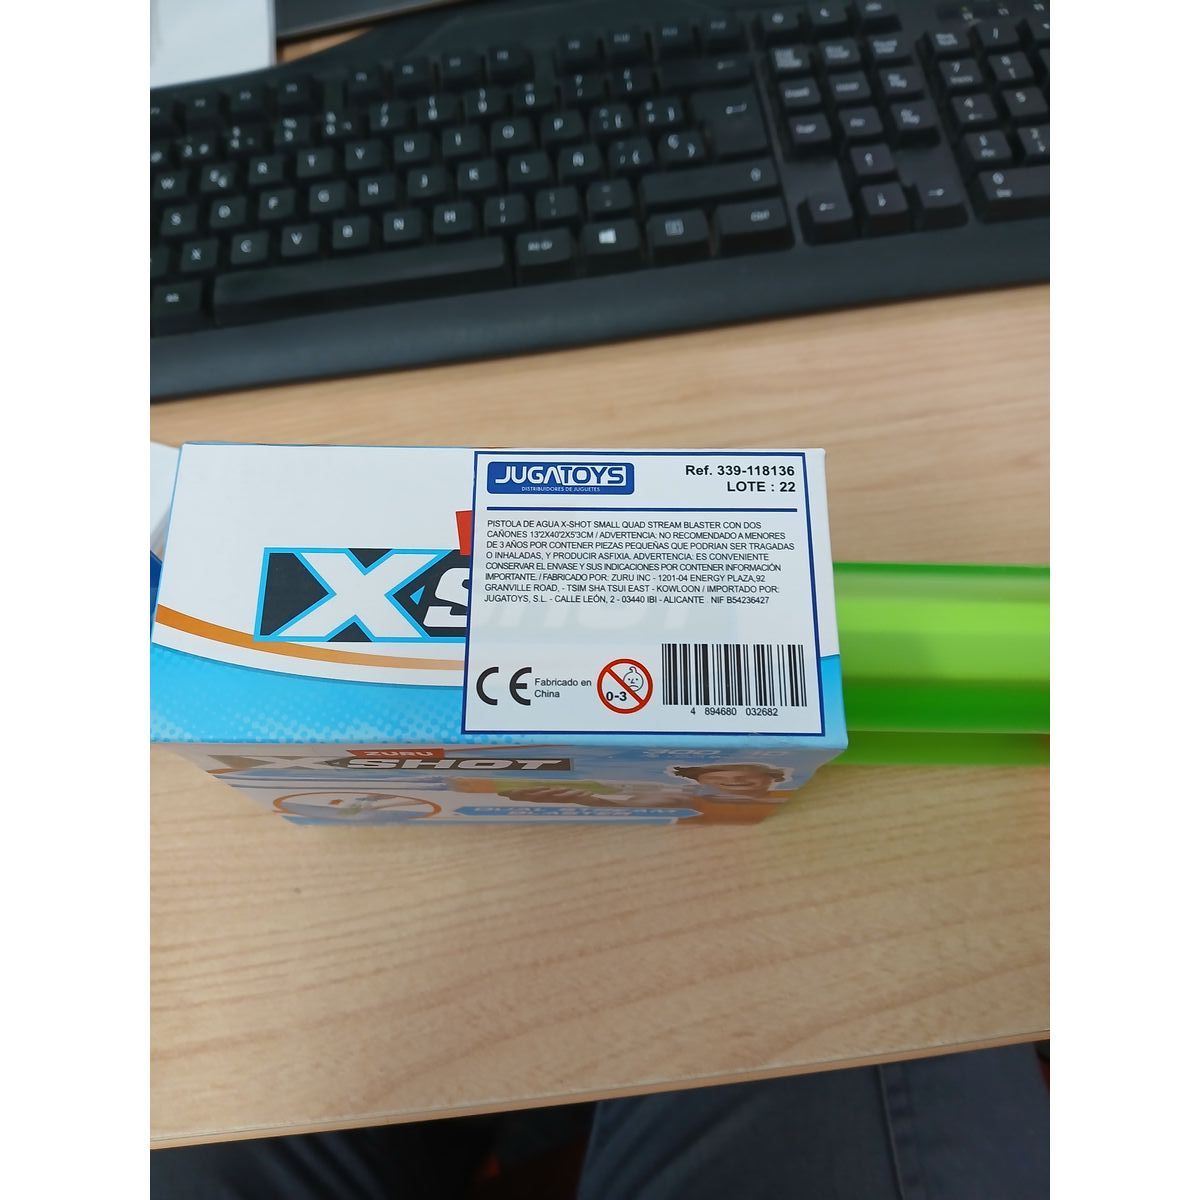 JUGATOYS
DISTRIBUIDORES DE JUGUETES
Ref. 339-118136
LOTE : 22
PISTOLA DE AGUA X-SHOT SMALL QUAD STREAM BLASTER CON DOS
CAÑONES 13'2X40'2X5'3CM / ADVERTENCIA: NO RECOMENDADO A MENORES
DE 3 AÑOS POR CONTENER PIEZAS PEQUEÑAS QUE PODRIAN SER TRAGADAS
O INHALADAS, Y PRODUCIR ASFIXIA. ADVERTENCIA: ES CONVENIENTE
CONSERVAR EL ENVASE Y SUS INDICACIONES POR CONTENER INFORMACIÓN
IMPORTANTE. / FABRICADO POR: ZURU INC - 1201-04 ENERGY PLAZA,92
GRANVILLE ROAD, - TSIM SHA TSUI EAST - KOWLOON / IMPORTADO POR:
JUGATOYS, S.L. - CALLE LEÓN, 2 - 03440 IBI - ALICANTE . NIF B54236427
X-SHOT
CE
Fabricado en
China
0-3
4 894680 032682
ZURU
X SHOT
DUAL STREAM
BLASTER